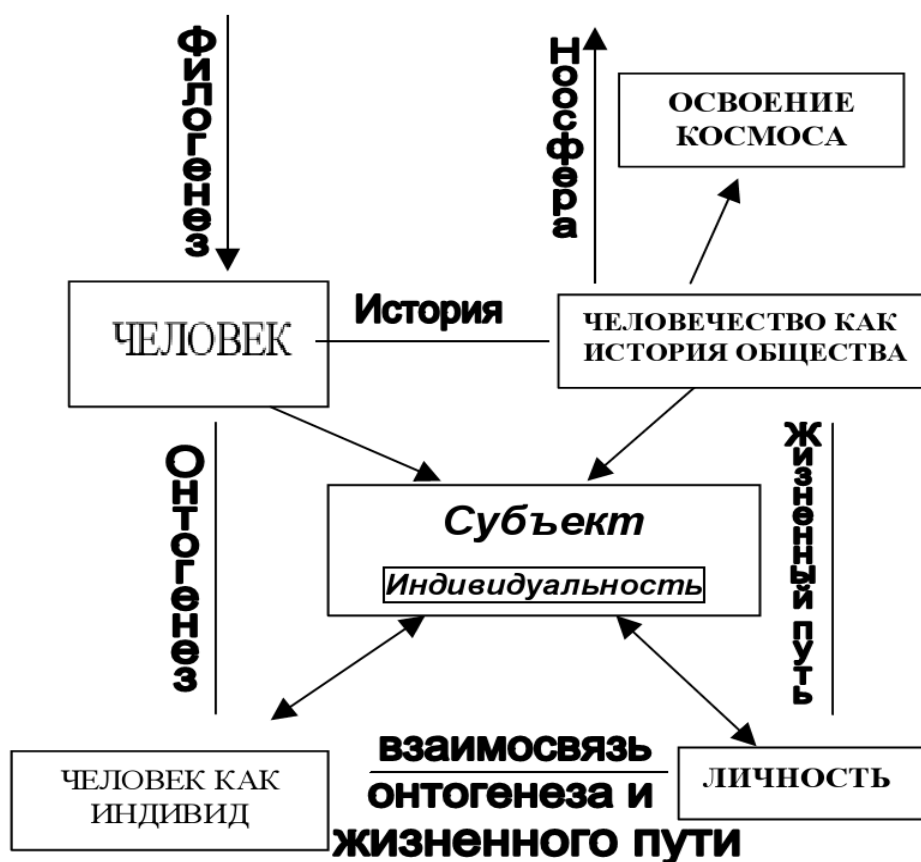 Филогенез
Ноосфера
ОСВОЕНИЕ
КОСМОСА
ЧЕЛОВЕК
История
ЧЕЛОВЕЧЕСТВО КАК
ИСТОРИЯ ОБЩЕСТВА
Онтогенез
Жизненный путь
Субъект
Индивидуальность
ЧЕЛОВЕК КАК
ИНДИВИД
взаимосвязь
онтогенеза и
жизненного пути
ЛИЧНОСТЬ